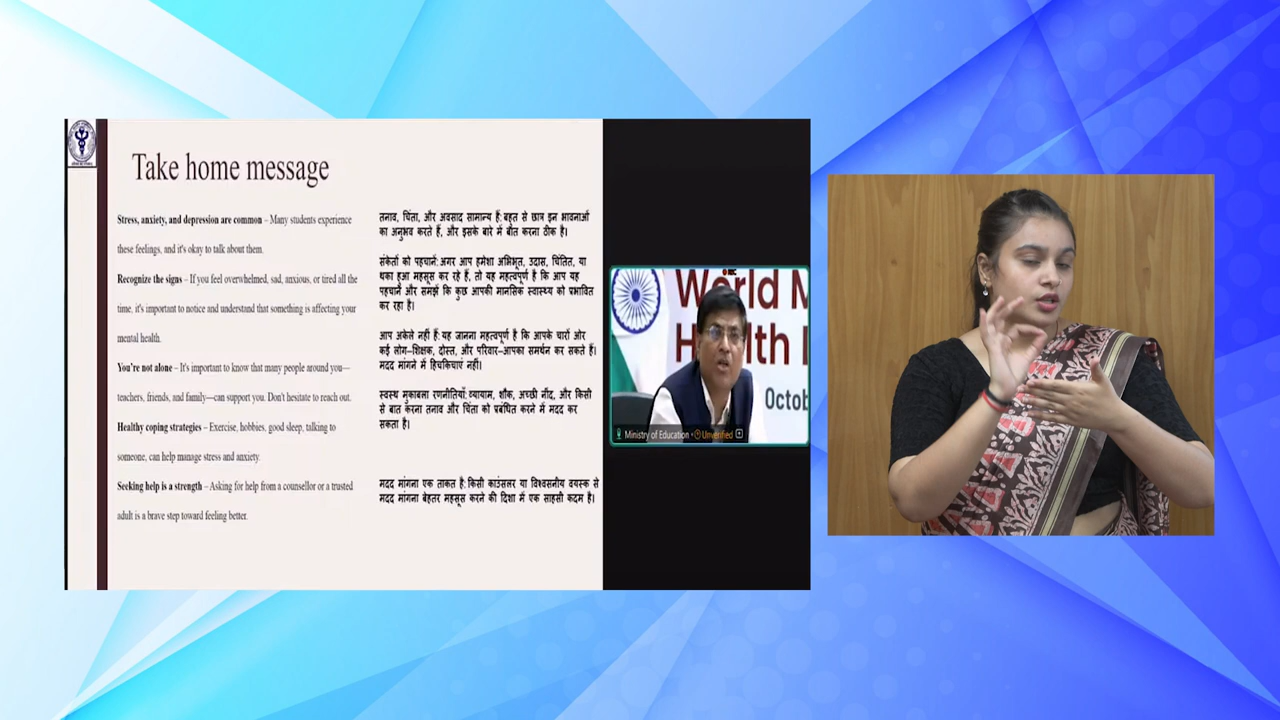 Take home message
Stress, anxiety, and depression are common – Many students experience
these feelings, and it's okay to talk about them.
Recognize the signs – If you feel overwhelmed, sad, anxious, or tired all the
time, it's important to notice and understand that something is affecting your
mental health.
You're not alone – It's important to know that many people around you—
teachers, friends, and family—can support you. Don't hesitate to reach out.
Healthy coping strategies – Exercise, hobbies, good sleep, talking to
someone, can help manage stress and anxiety.
Seeking help is a strength – Asking for help from a counsellor or a trusted
adult is a brave step toward feeling better.
तनाव, चिंता, और अवसाद सामान्य हैं: बहुत से छात्र इन भावनाओं
का अनुभव करते हैं, और इसके बारे में बात करना ठीक है।
संकेतों को पहचानें: अगर आप हमेशा अभिभूत, उदास, चिंतित, या
थका हुआ महसूस कर रहे हैं, तो यह महत्वपूर्ण है कि आप यह
पहचानें और समझें कि कुछ आपकी मानसिक स्वास्थ्य को प्रभावित
कर रहा है।
आप अकेले नहीं हैं: यह जानना महत्वपूर्ण है कि आपके चारों ओर
कई लोग—शिक्षक, दोस्त, और परिवार—आपका समर्थन कर सकते हैं।
मदद मांगने में हिचकिचाएं नहीं।
स्वस्थ मुकाबला रणनीतियाँ: व्यायाम, शौक, अच्छी नींद, और किसी
से बात करना तनाव और चिंता को प्रबंधित करने में मदद कर
सकता है।
मदद मांगना एक ताकत है: किसी काउंसलर या विश्वसनीय वयस्क से
मदद मांगना बेहतर महसूस करने की दिशा में एक साहसी कदम है।
World M
Health
Octob
Ministry of Education - Unverified